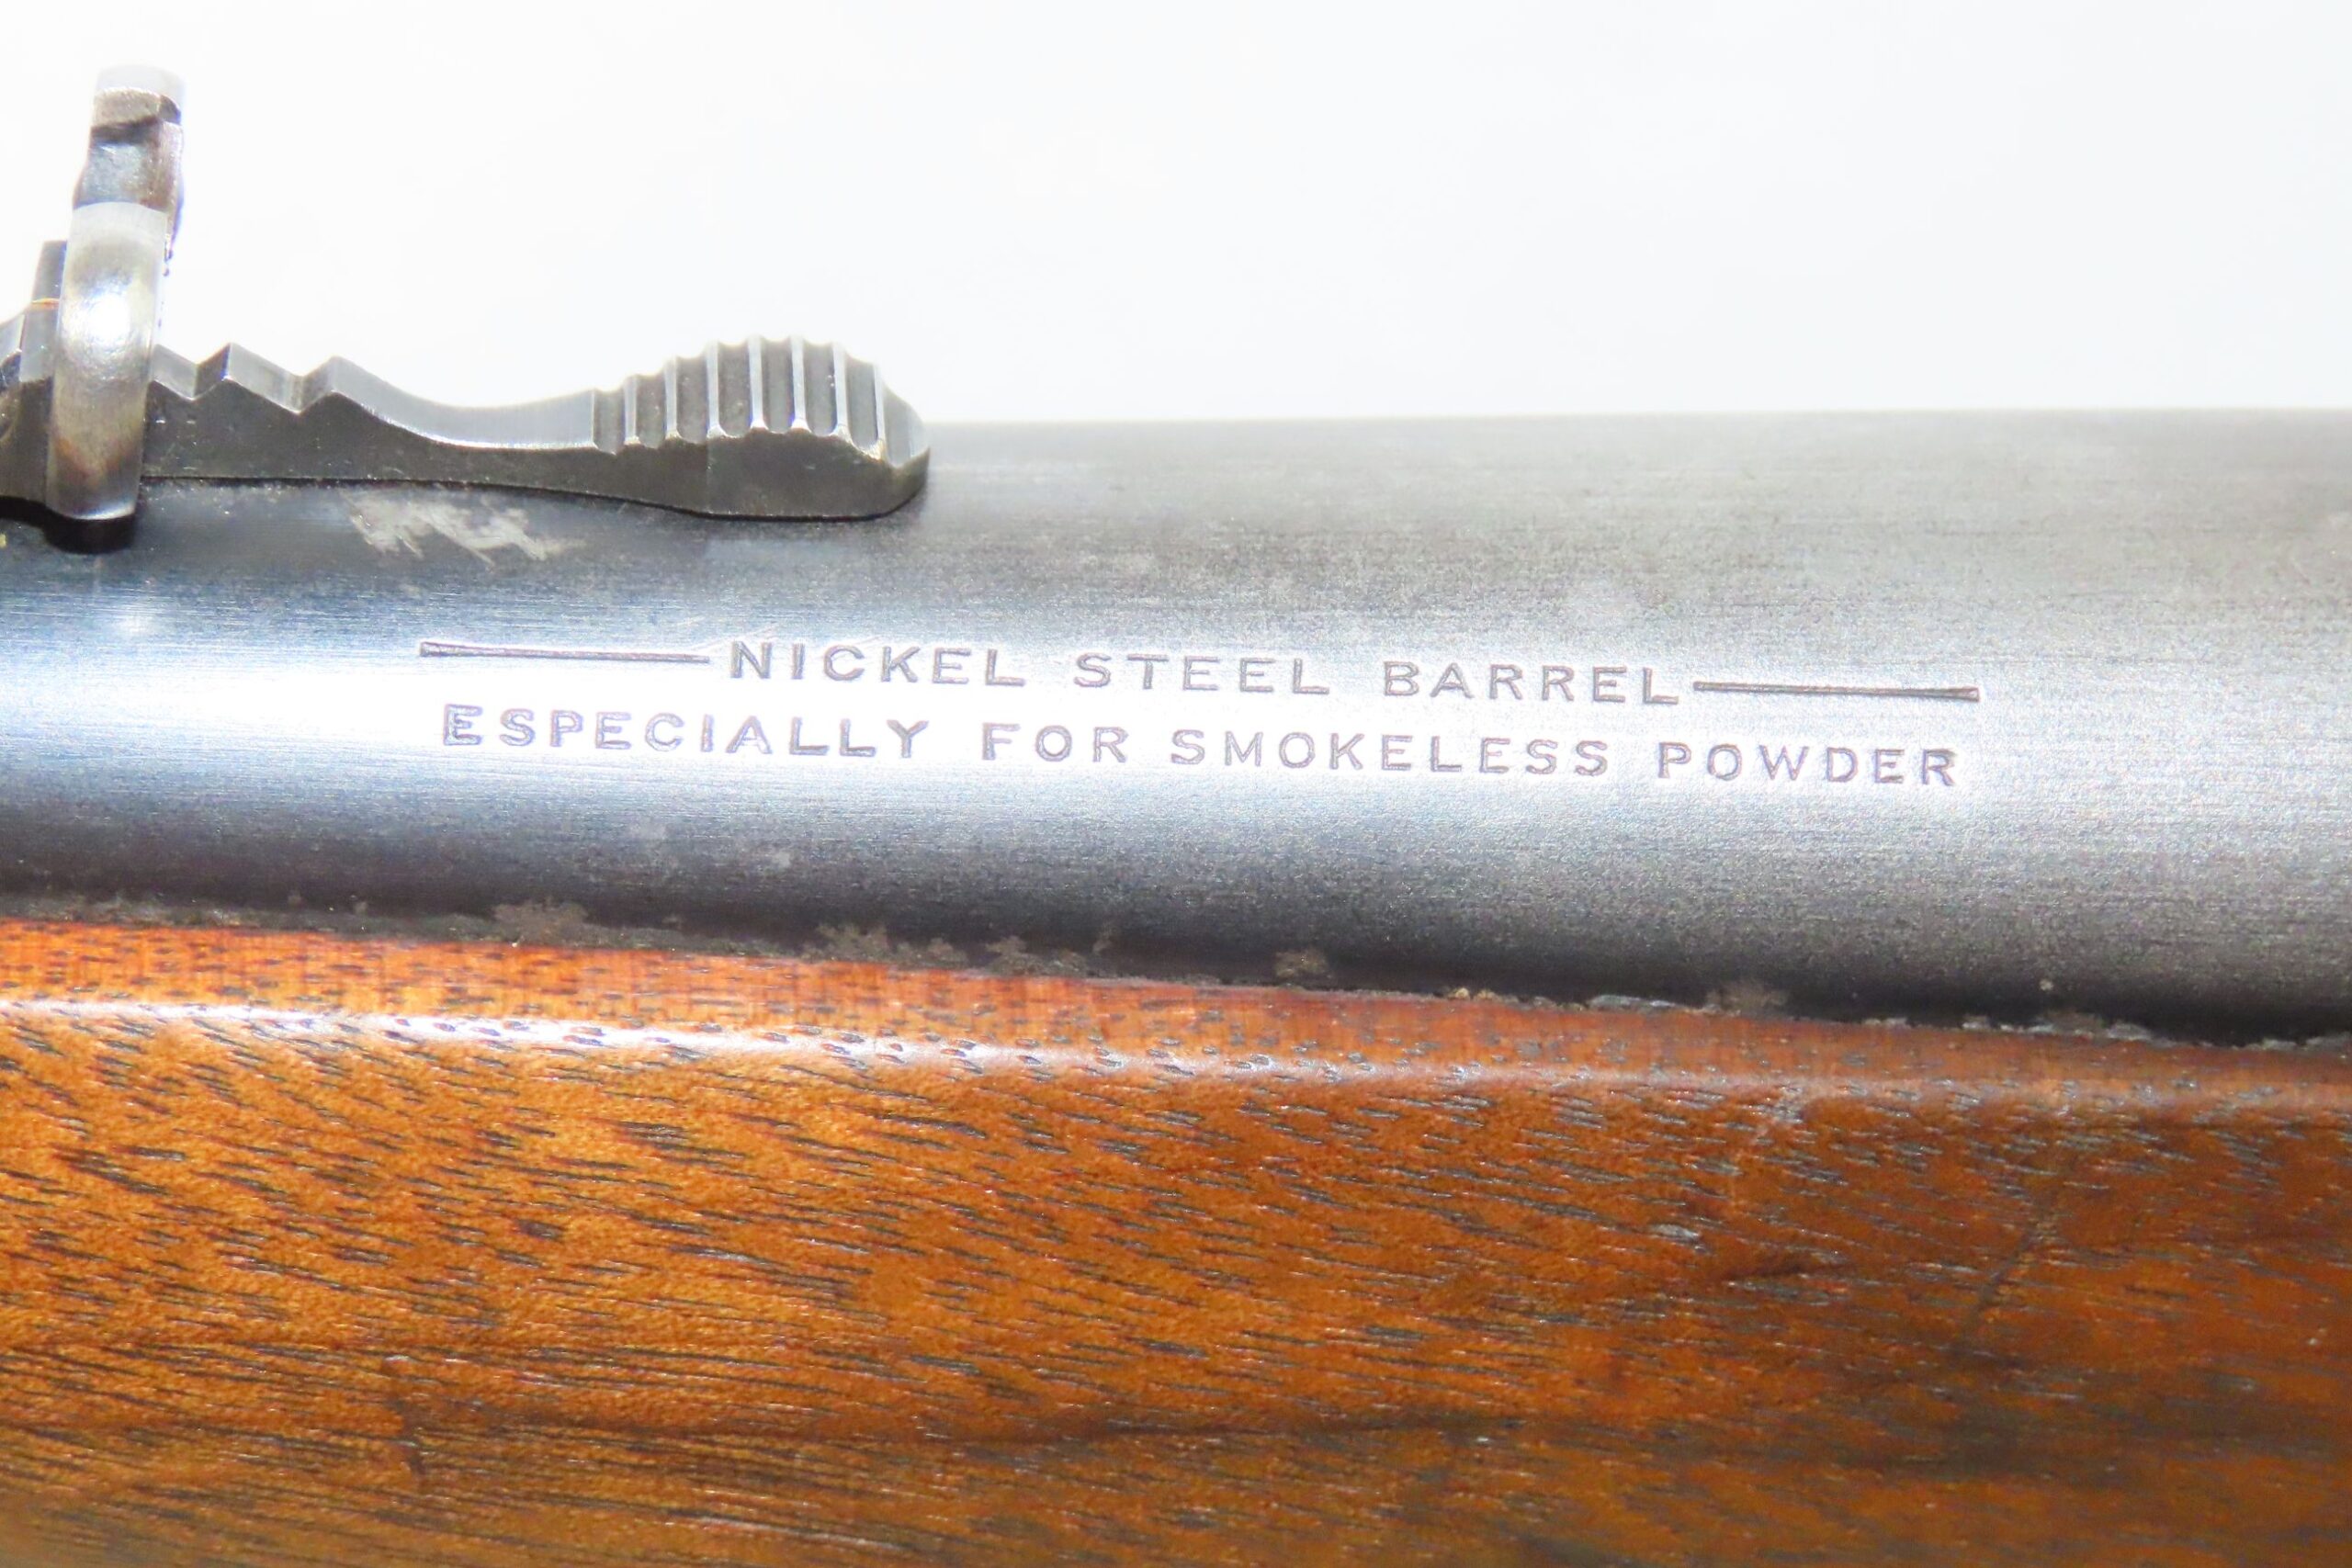 NICKEL STEEL BARREL
ESPECIALLY FOR SMOKELESS POWDER